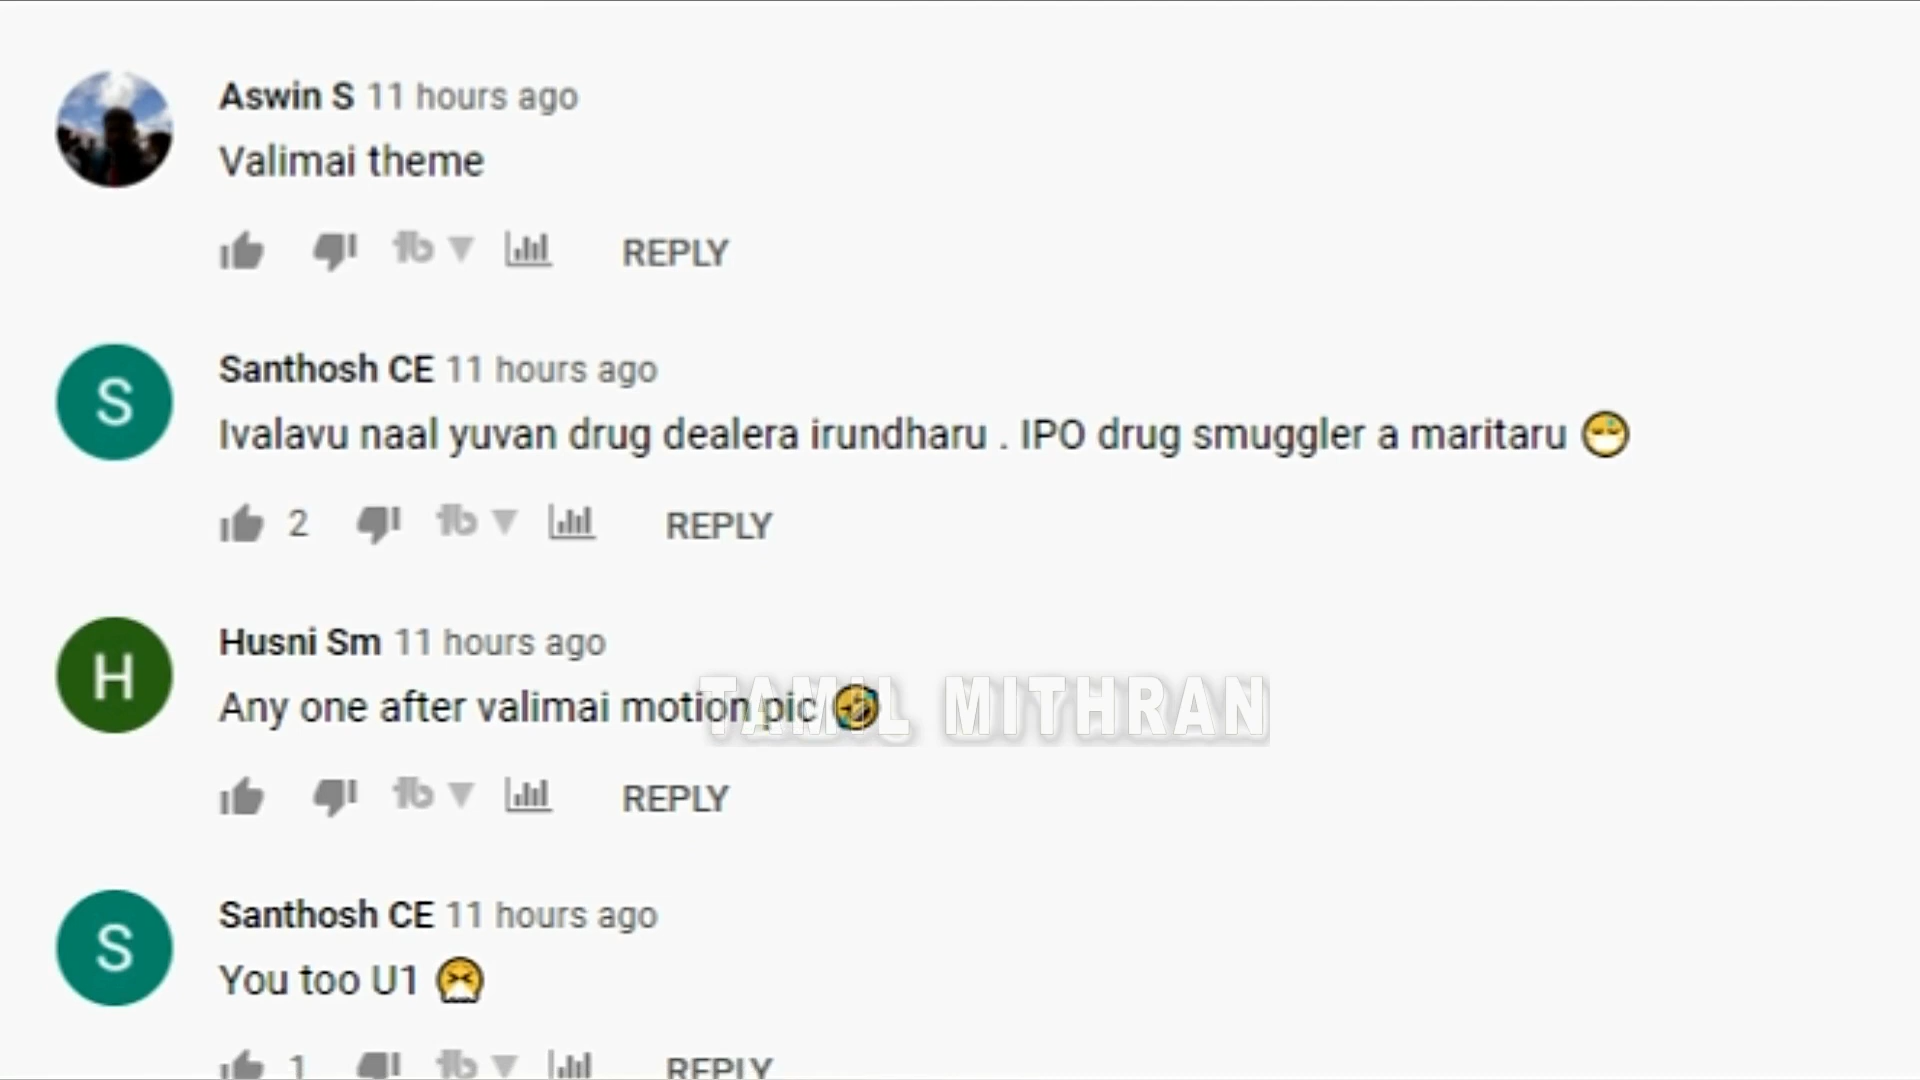 Aswin S 11 hours ago
Valimai theme
REPLY
S
Santhosh CE 11 hours ago
Ivalavu naal yuvan drug dealera irundharu . IPO drug smuggler a maritaru 😷
2 REPLY
H
Husni Sm 11 hours ago
Any one after valimai motion pic 🤣
TAMIL MITHRAN
REPLY
S
Santhosh CE 11 hours ago
You too U1 😤
1 REPLY